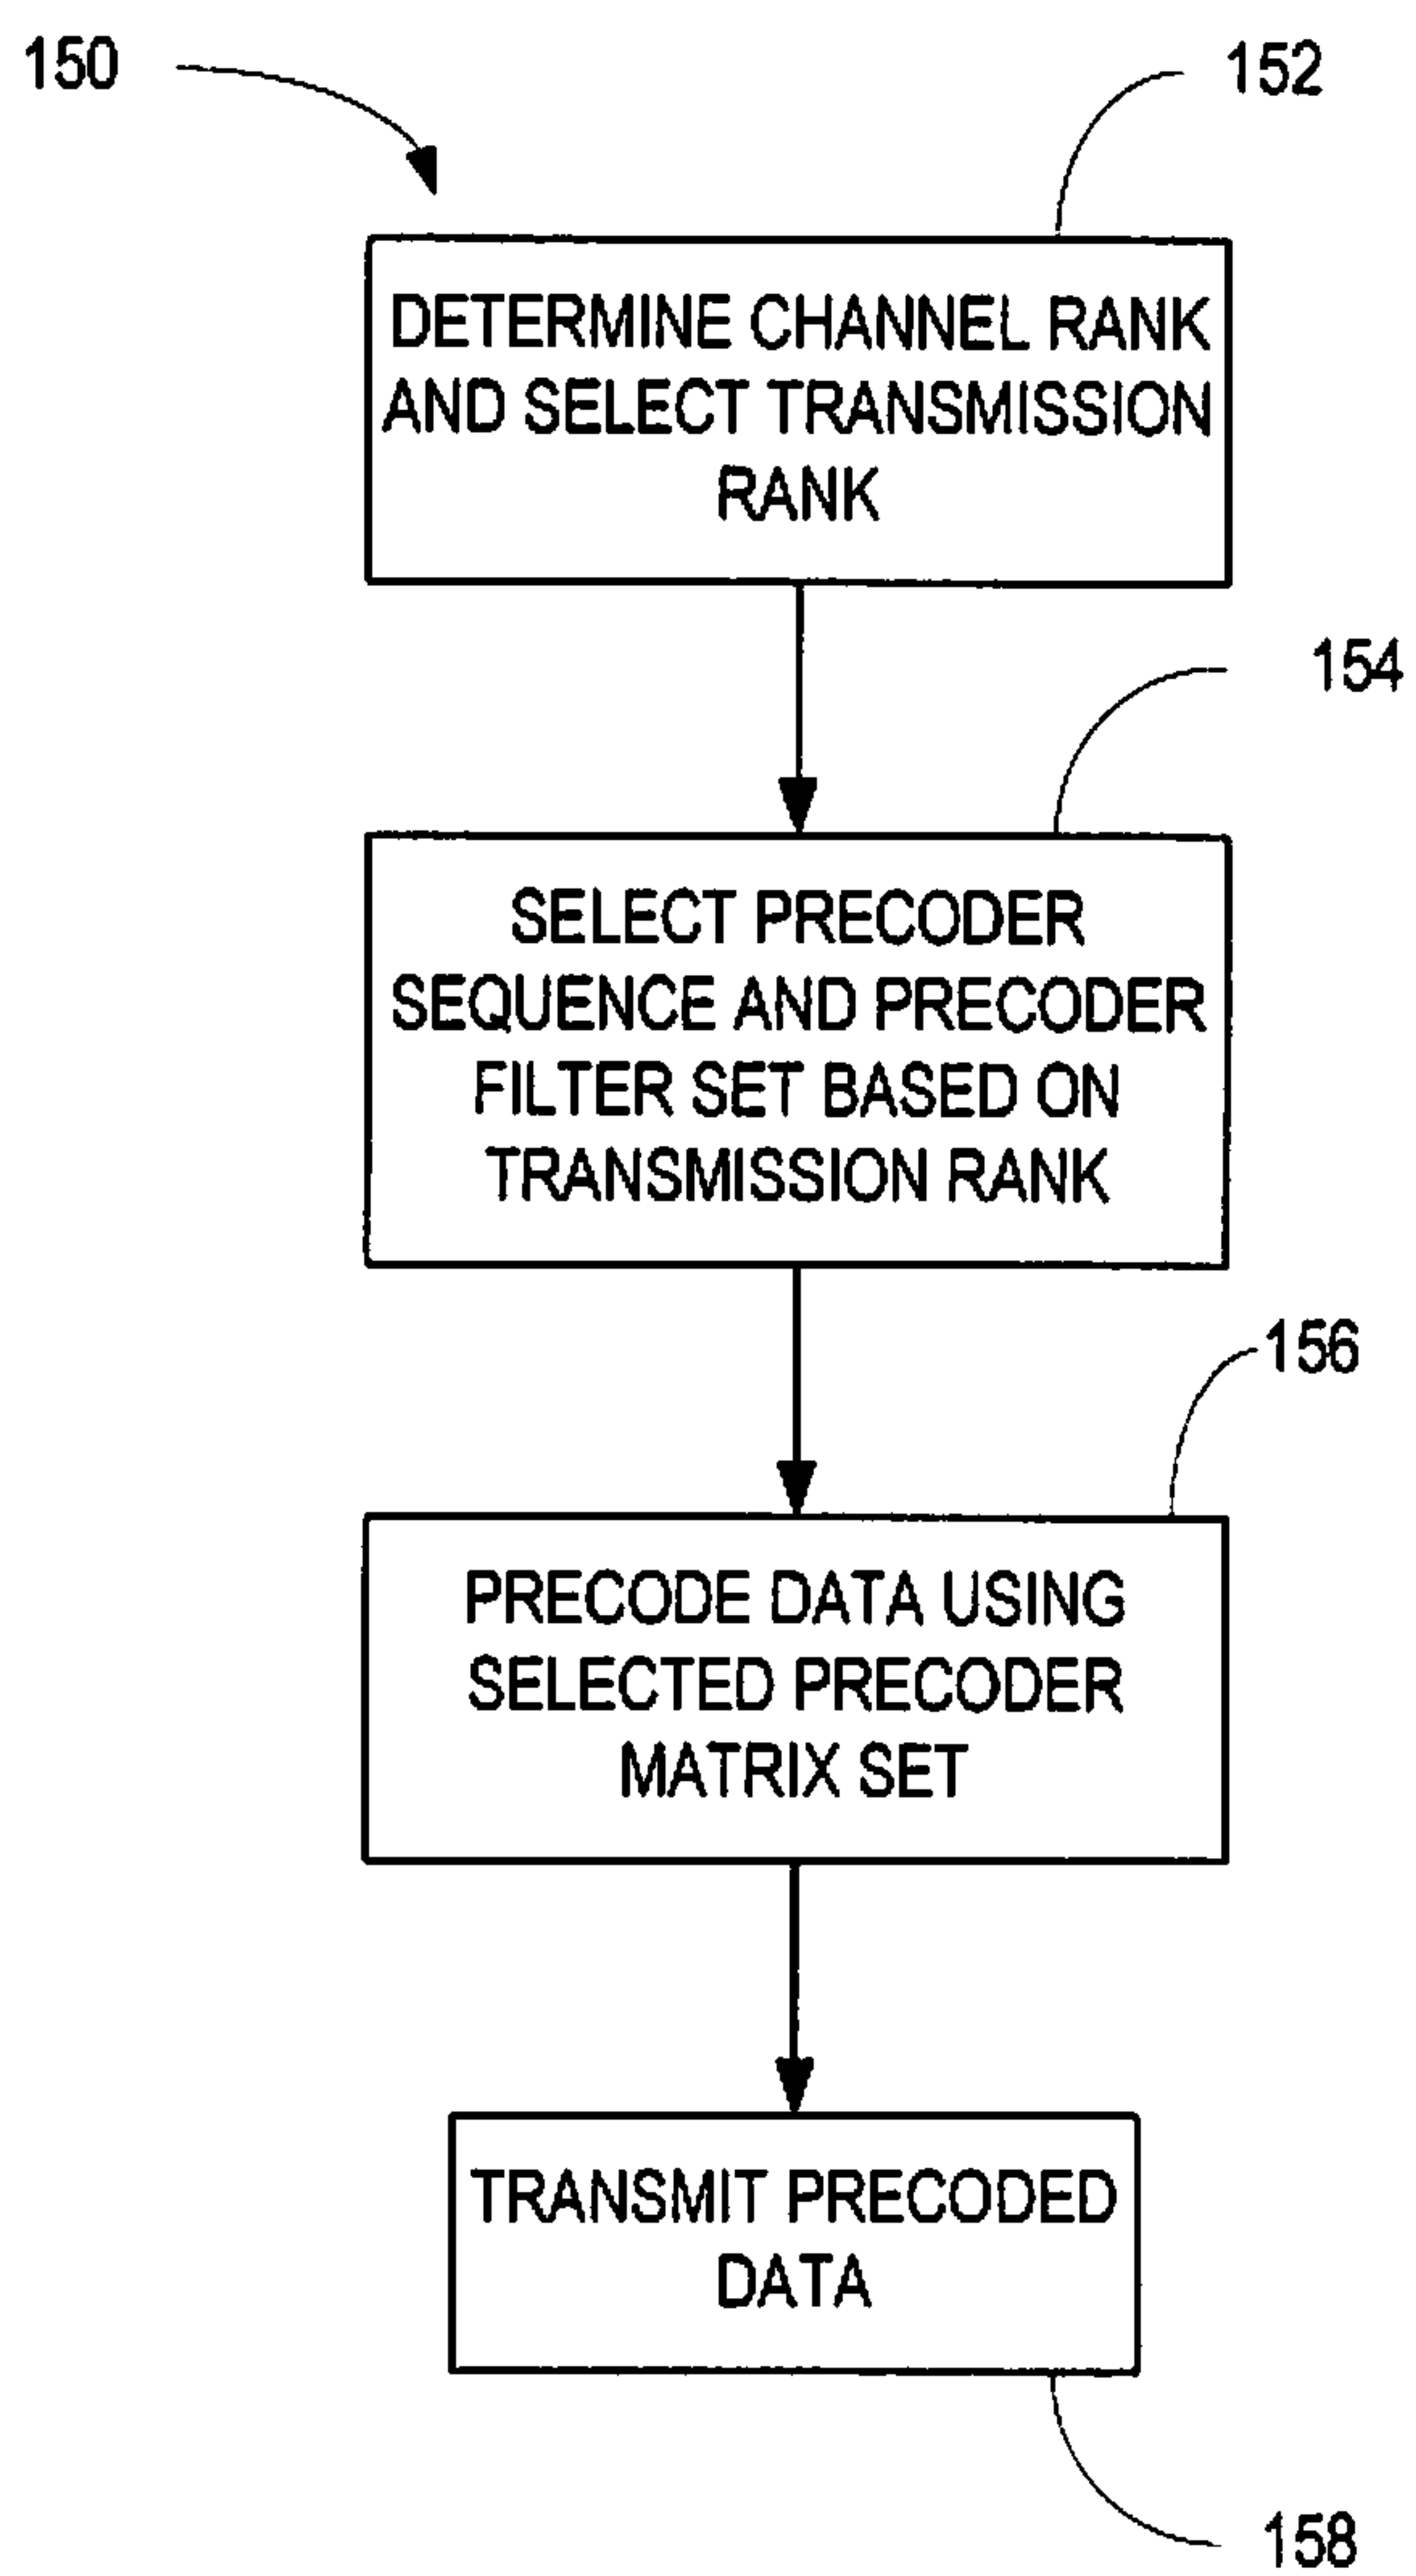 150
152
DETERMINE CHANNEL RANK
AND SELECT TRANSMISSION
RANK
154
SELECT PRECODER
SEQUENCE AND PRECODER
FILTER SET BASED ON
TRANSMISSION RANK
156
PRECODE DATA USING
SELECTED PRECODER
MATRIX SET
TRANSMIT PRECODED
DATA
158